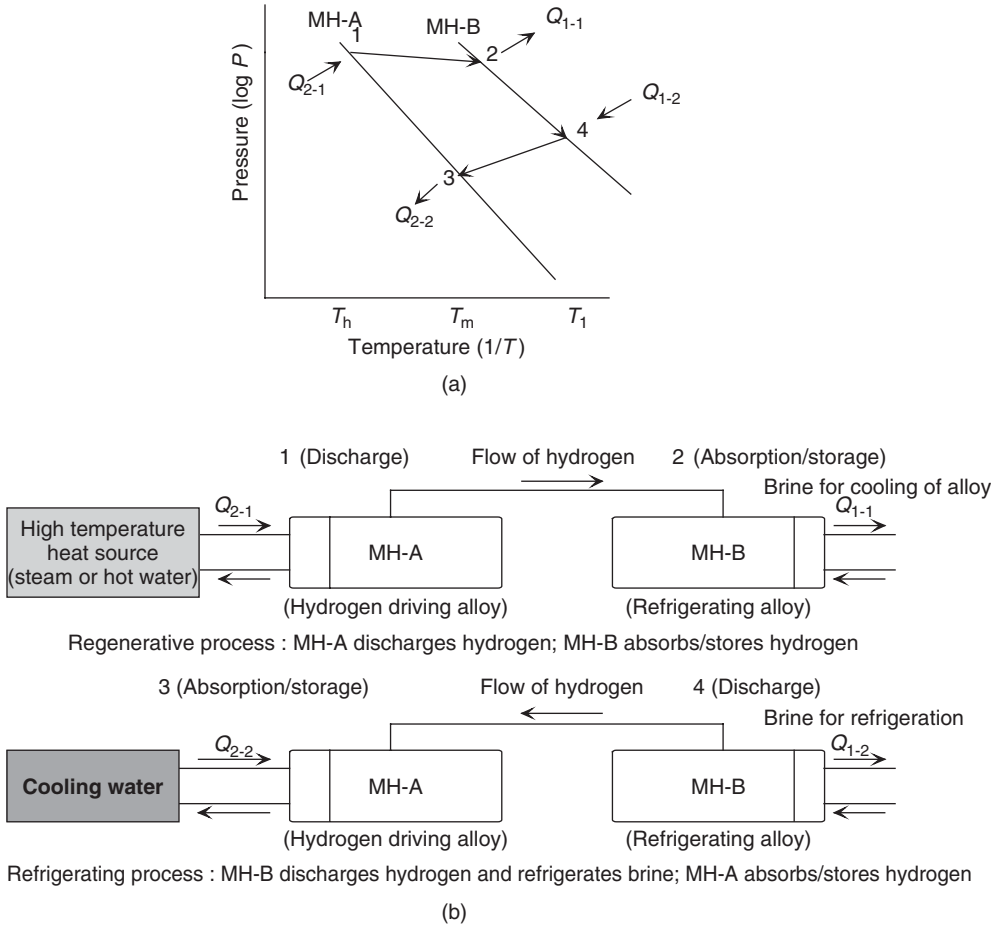 MH-A
1
MH-B
2
Q1-1
Q2-1
Q1-2
4
3
Q2-2
Pressure (log P)
Th Tm T1
Temperature (1/T)
(a)
1 (Discharge) Flow of hydrogen 2 (Absorption/storage)
Brine for cooling of alloy
Q2-1 Q1-1
High temperature
heat source
(steam or hot water)
MH-A MH-B
(Hydrogen driving alloy) (Refrigerating alloy)
Regenerative process : MH-A discharges hydrogen; MH-B absorbs/stores hydrogen
3 (Absorption/storage) Flow of hydrogen 4 (Discharge)
Brine for refrigeration
Q2-2 Q1-2
Cooling water MH-A MH-B
(Hydrogen driving alloy) (Refrigerating alloy)
Refrigerating process : MH-B discharges hydrogen and refrigerates brine; MH-A absorbs/stores hydrogen
(b)